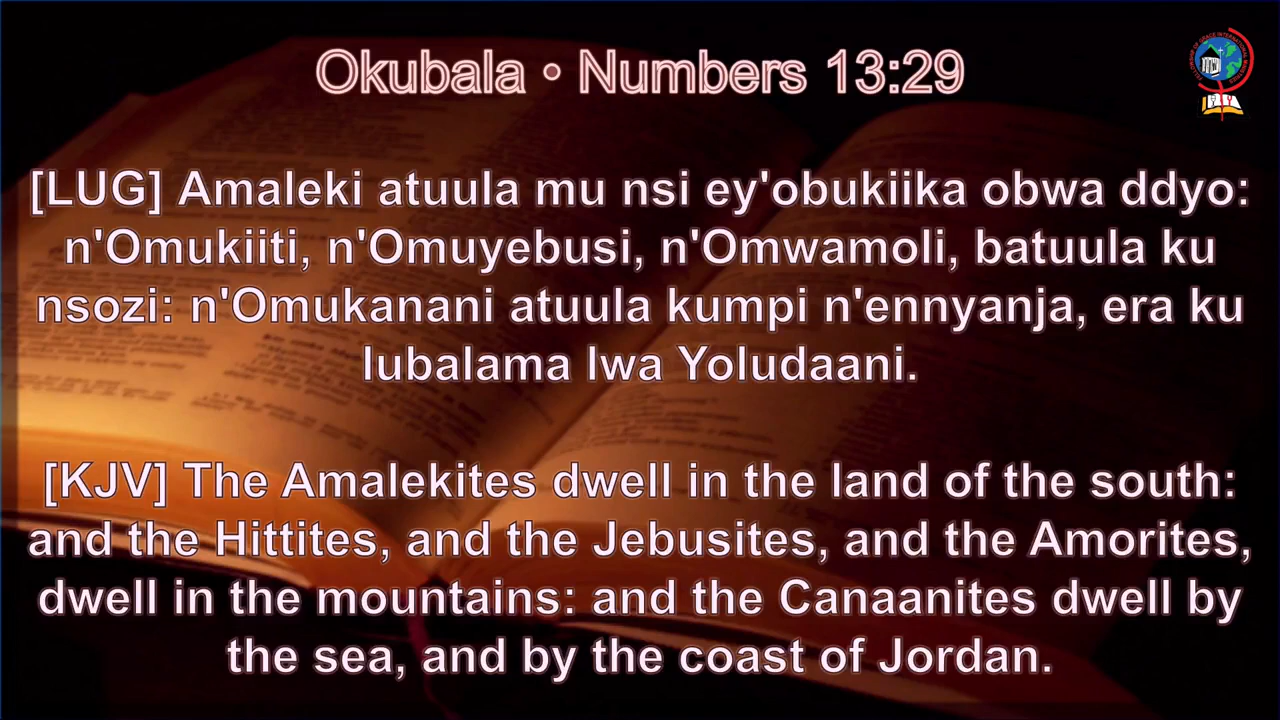 Okubala • Numbers 13:29
[LUG] Amaleki atuula mu nsi ey'obukiika obwa ddyo:
n'Omukiiti, n'Omuyebusi, n'Omwamoli, batuula ku
nsozi: n'Omukanani atuula kumpi n'ennyanja, era ku
lubalama lwa Yoludaani.
[KJV] The Amalekites dwell in the land of the south:
and the Hittites, and the Jebusites, and the Amorites,
dwell in the mountains: and the Canaanites dwell by
the sea, and by the coast of Jordan.